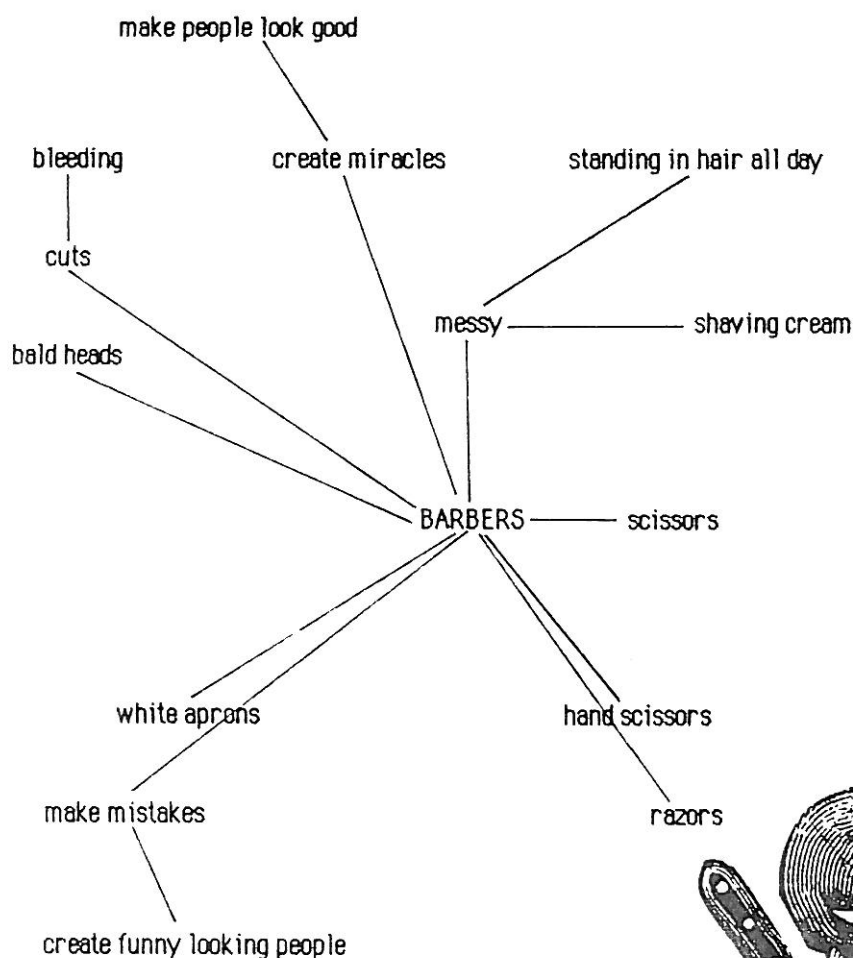 make people look good
bleeding
create miracles
standing in hair all day
cuts
messy
shaving cream
bald heads
BARBERS
scissors
white aprons
hand scissors
make mistakes
razors
create funny looking people